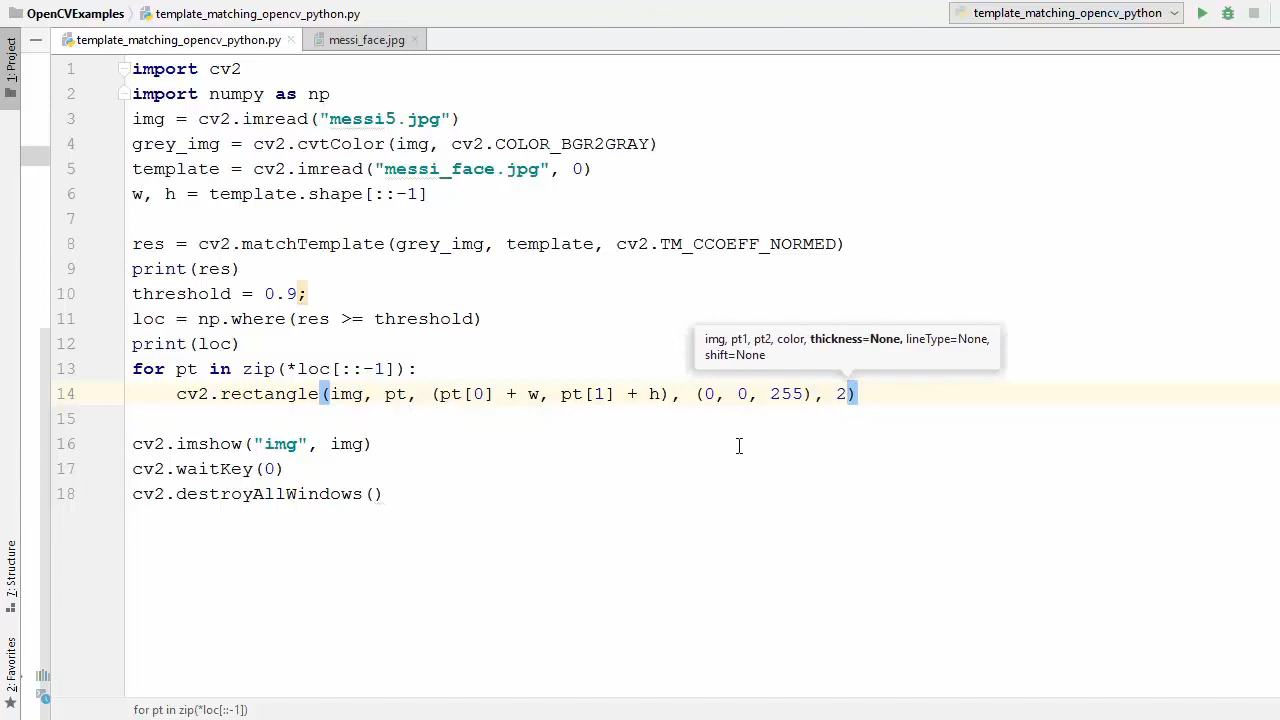 OpenCVExamples template_matching_opencv_python.py template_matching_opencv_python
template_matching_opencv_python.py messi_face.jpg
1: Project
1 import cv2
2 import numpy as np
3 img = cv2.imread("messi5.jpg")
4 grey_img = cv2.cvtColor(img, cv2.COLOR_BGR2GRAY)
5 template = cv2.imread("messi_face.jpg", 0)
6 w, h = template.shape[::-1]
7
8 res = cv2.matchTemplate(grey_img, template, cv2.TM_CCOEFF_NORMED)
9 print(res)
10 threshold = 0.9;
11 loc = np.where(res >= threshold)
12 print(loc)
img, pt1, pt2, color, thickness=None, lineType=None,
shift=None
13 for pt in zip(*loc[::-1]):
14 cv2.rectangle(img, pt, (pt[0] + w, pt[1] + h), (0, 0, 255), 2)
15
16 cv2.imshow("img", img)
17 cv2.waitKey(0)
18 cv2.destroyAllWindows()
7: Structure
2: Favorites
for pt in zip(*loc[::-1])